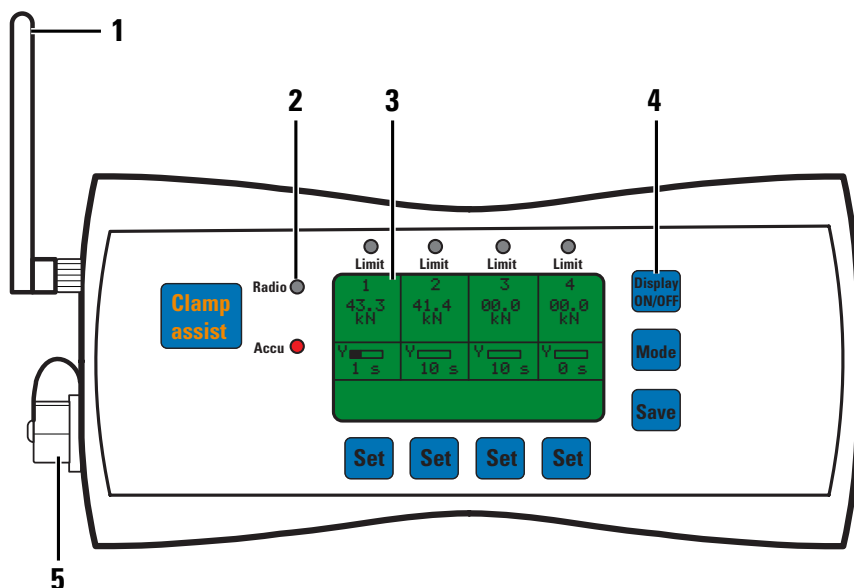 1
2 3 4
Limit Limit Limit Limit
Radio
Clamp
assist
Accu
1 2 3 4
43.3 41.4 00.0 00.0
kN kN kN kN
Y Y Y Y
1 s 10 s 10 s 0 s
Display
ON/OFF
Mode
Save
Set Set Set Set
5